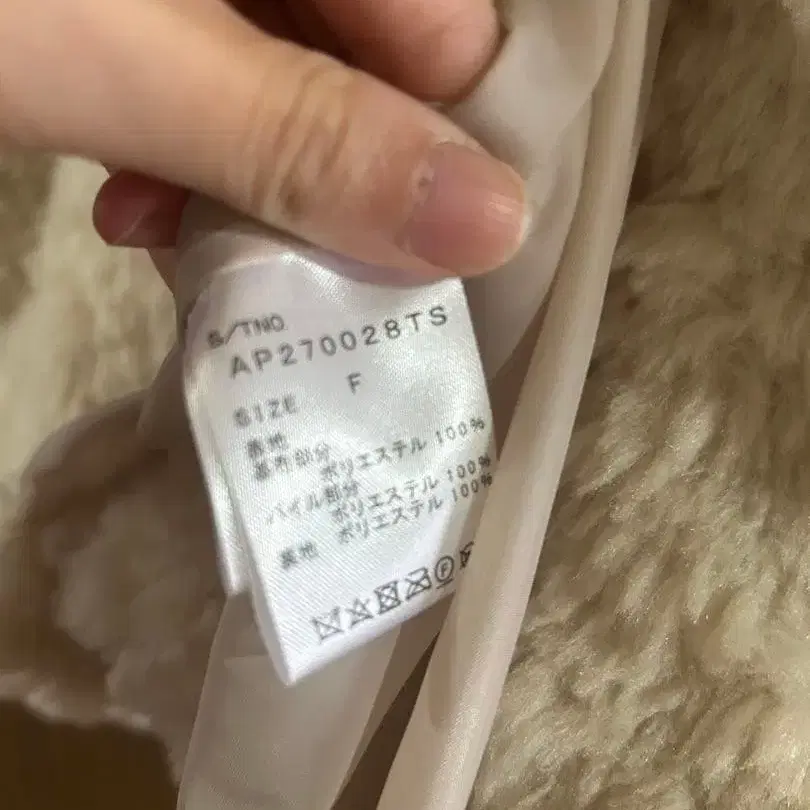 S/TNO
AP270028TS
SIZE F
表地
基布部分
ポリエステル 100%
パイル部分
ポリエステル 100%
裏地 ポリエステル 100%